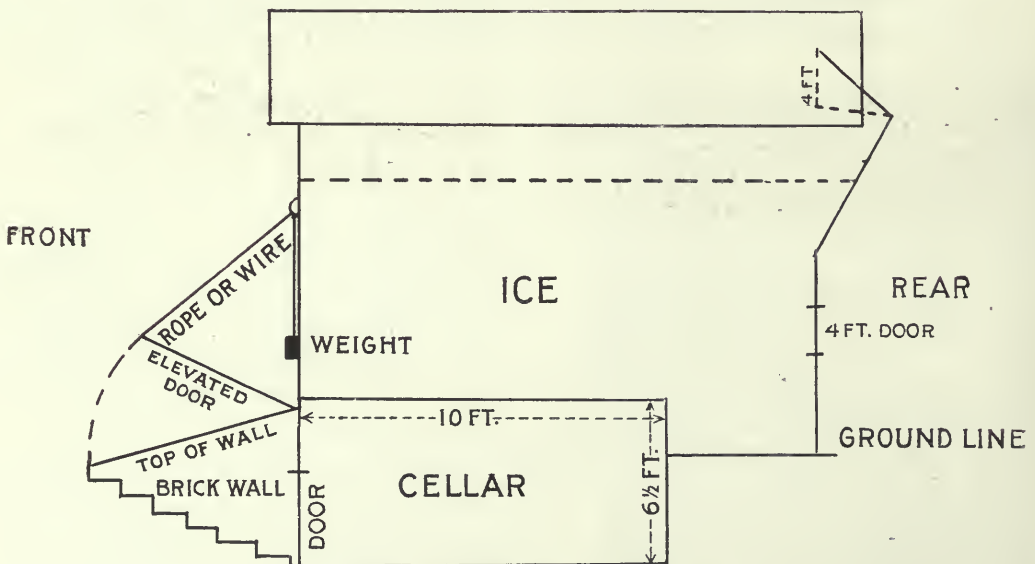 4 FT
FRONT
ROPE OR WIRE
ICE
REAR
4 FT. DOOR
WEIGHT
ELEVATED
DOOR
10 FT.
TOP OF WALL
GROUND LINE
BRICK WALL
DOOR
CELLAR
6½ FT.